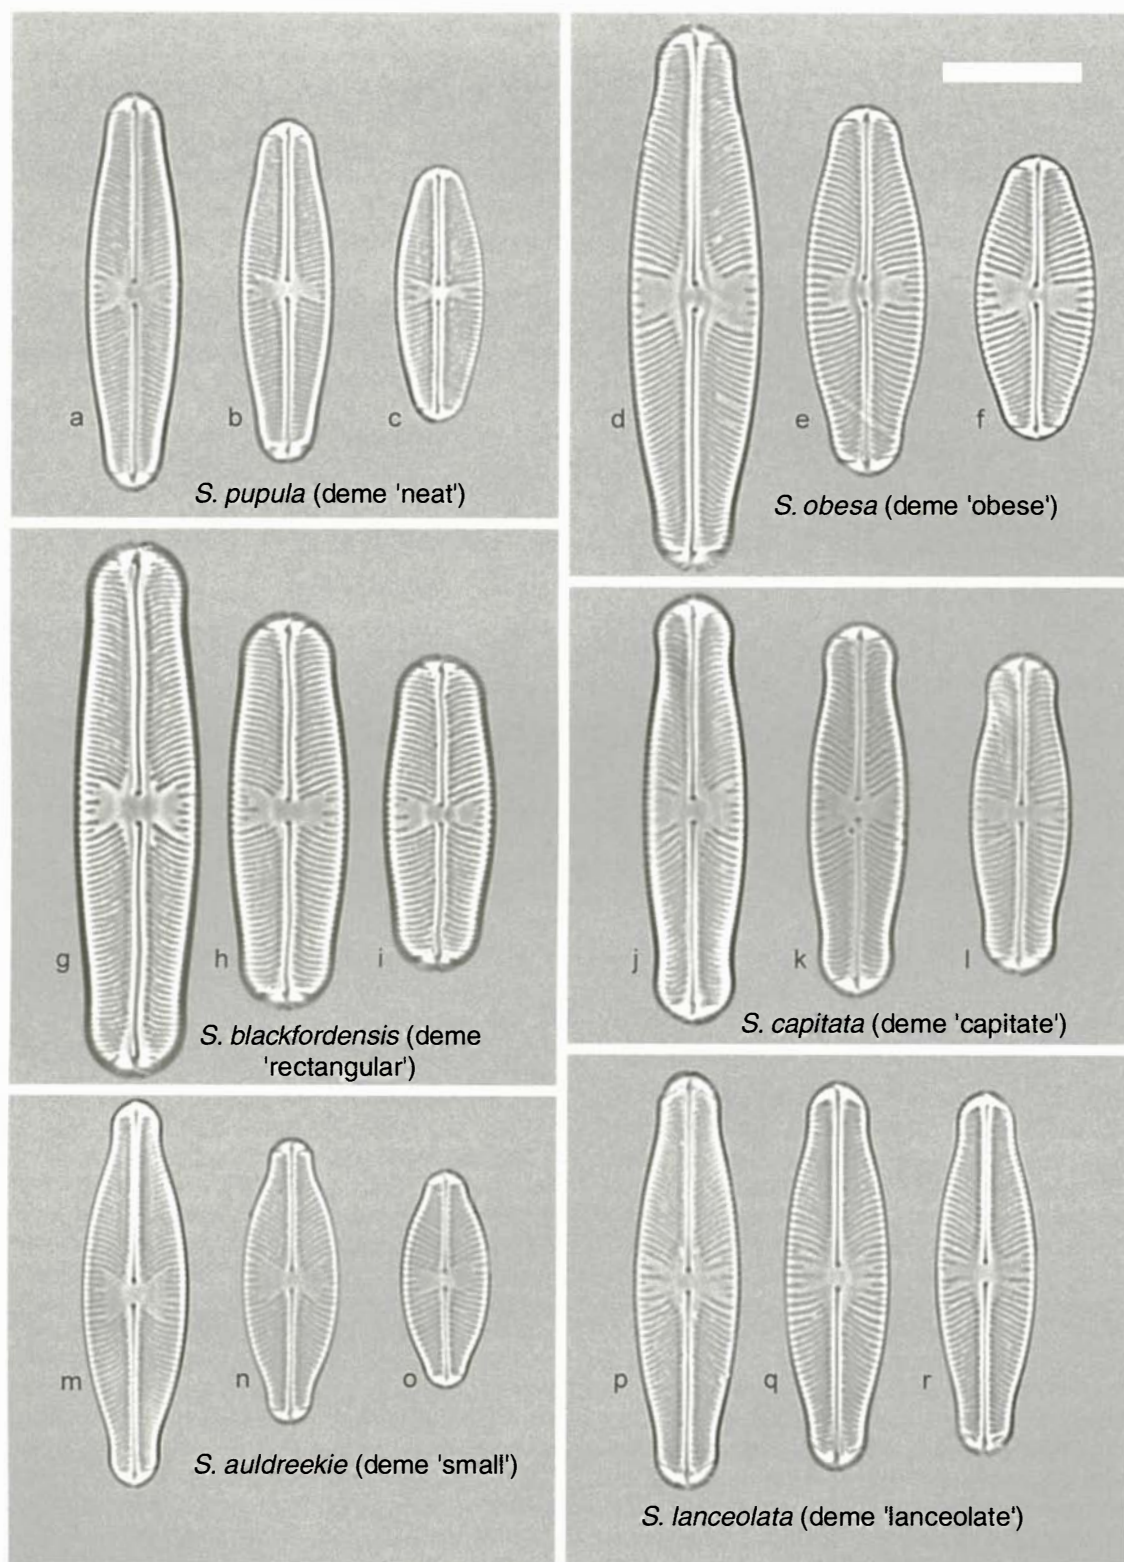 a
b
c
S. pupula (deme 'neat')
d
e
f
S. obesa (deme 'obese')
g
h
i
S. blackfordensis (deme
'rectangular')
j
k
l
S. capitata (deme 'capitate')
m
n
o
S. auldreekie (deme 'small')
p
q
r
S. lanceolata (deme 'lanceolate')